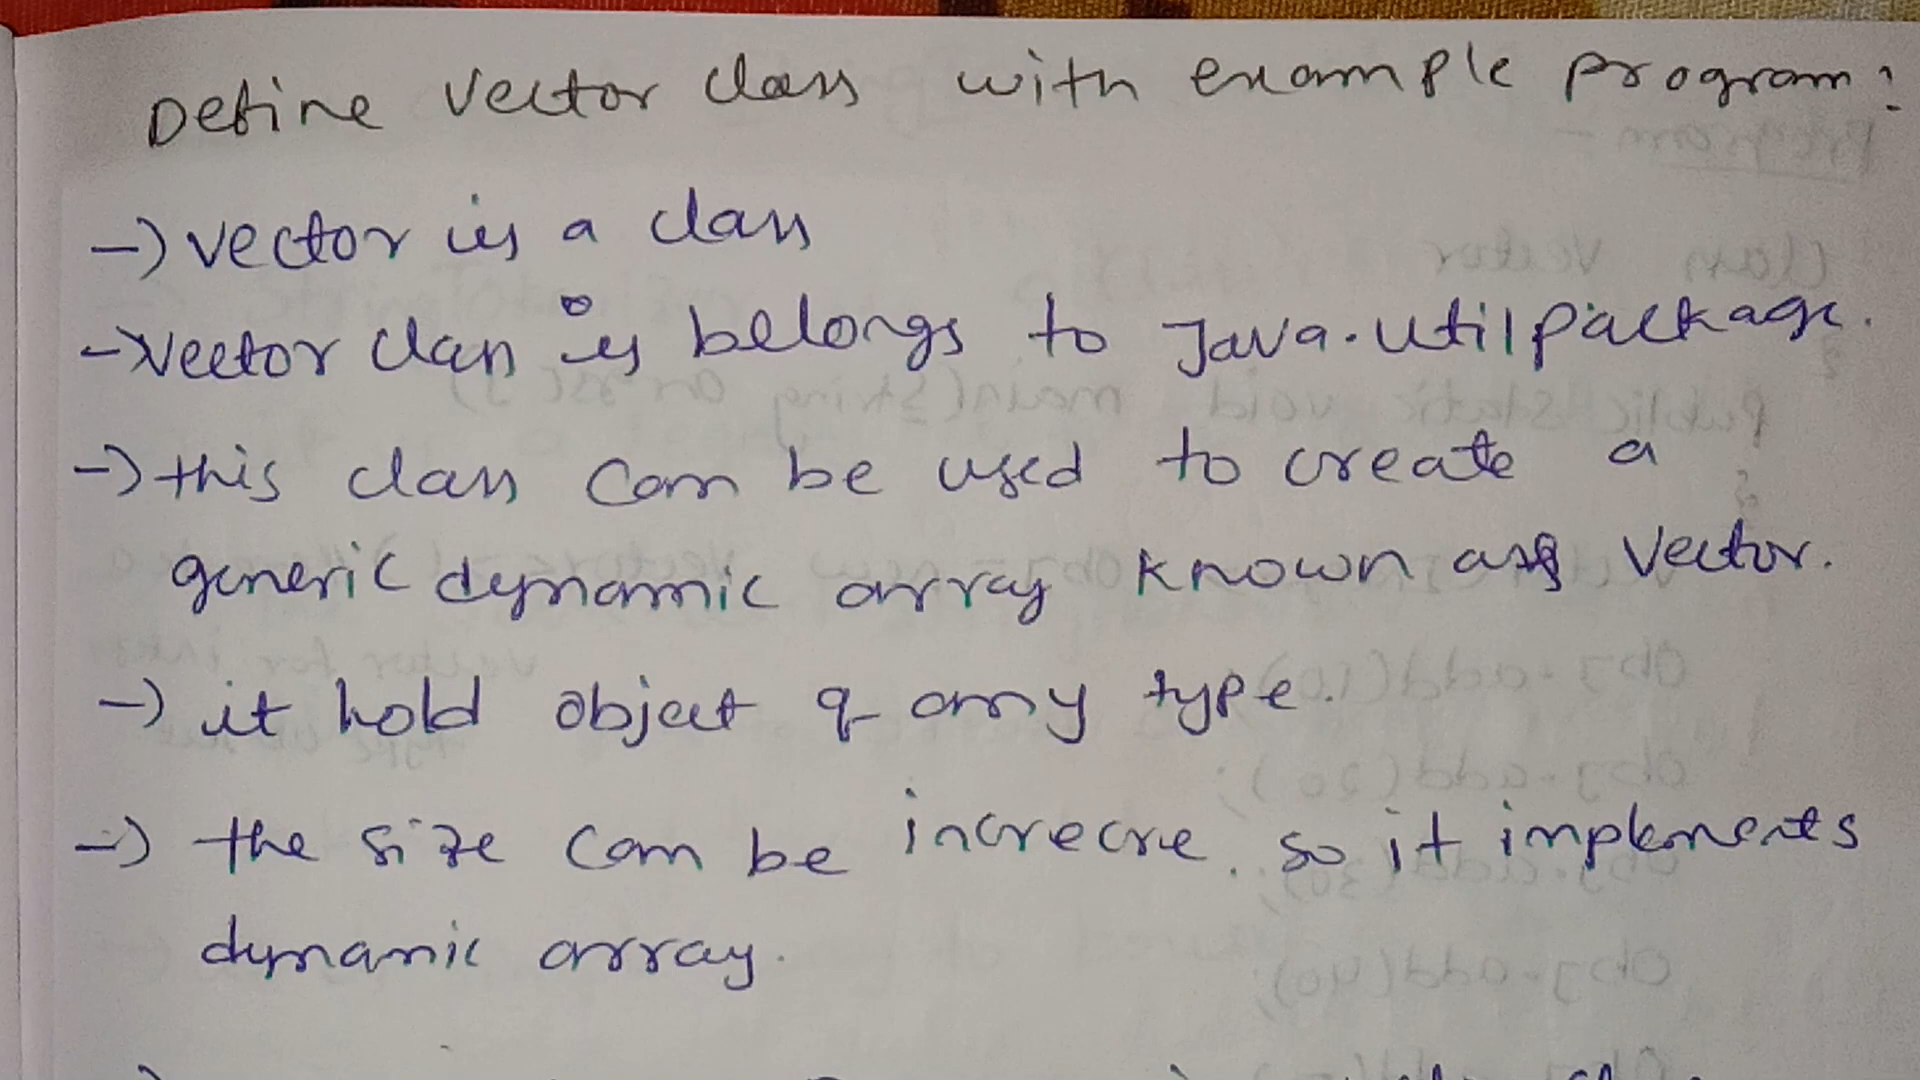 Define Vector class with example program:
-> vector is a class
-> Vector class is belongs to Java.util package.
-> this class can be used to create a
generic dynamic array known as Vector.
-> it hold object of any type.
-> the size can be increcre. so it implements
dynamic array.